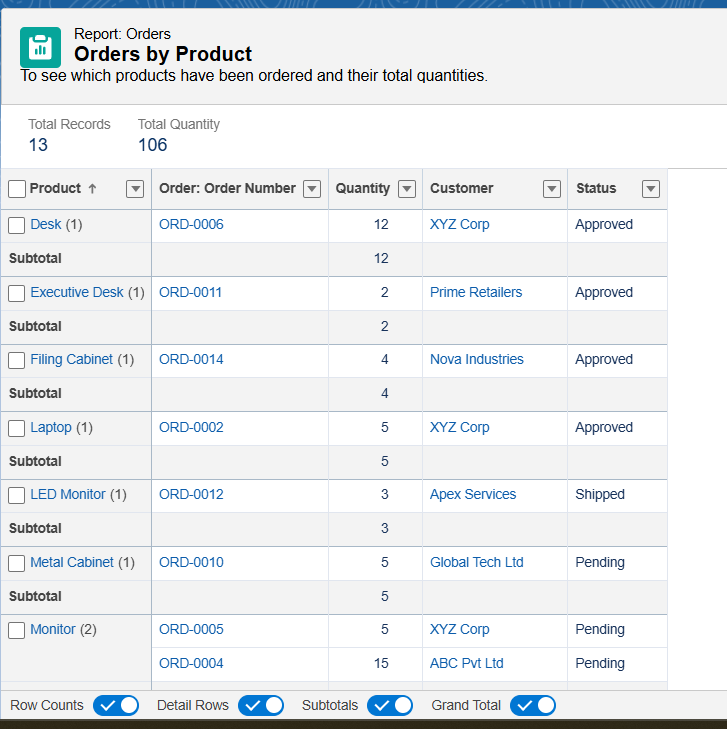 Report: Orders
Orders by Product
To see which products have been ordered and their total quantities.
Total Records Total Quantity
13 106
Product ↑ Order: Order Number Quantity Customer Status
Desk (1) ORD-0006 12 XYZ Corp Approved
Subtotal 12
Executive Desk (1) ORD-0011 2 Prime Retailers Approved
Subtotal 2
Filing Cabinet (1) ORD-0014 4 Nova Industries Approved
Subtotal 4
Laptop (1) ORD-0002 5 XYZ Corp Approved
Subtotal 5
LED Monitor (1) ORD-0012 3 Apex Services Shipped
Subtotal 3
Metal Cabinet (1) ORD-0010 5 Global Tech Ltd Pending
Subtotal 5
Monitor (2) ORD-0005 5 XYZ Corp Pending
ORD-0004 15 ABC Pvt Ltd Pending
Row Counts Detail Rows Subtotals Grand Total